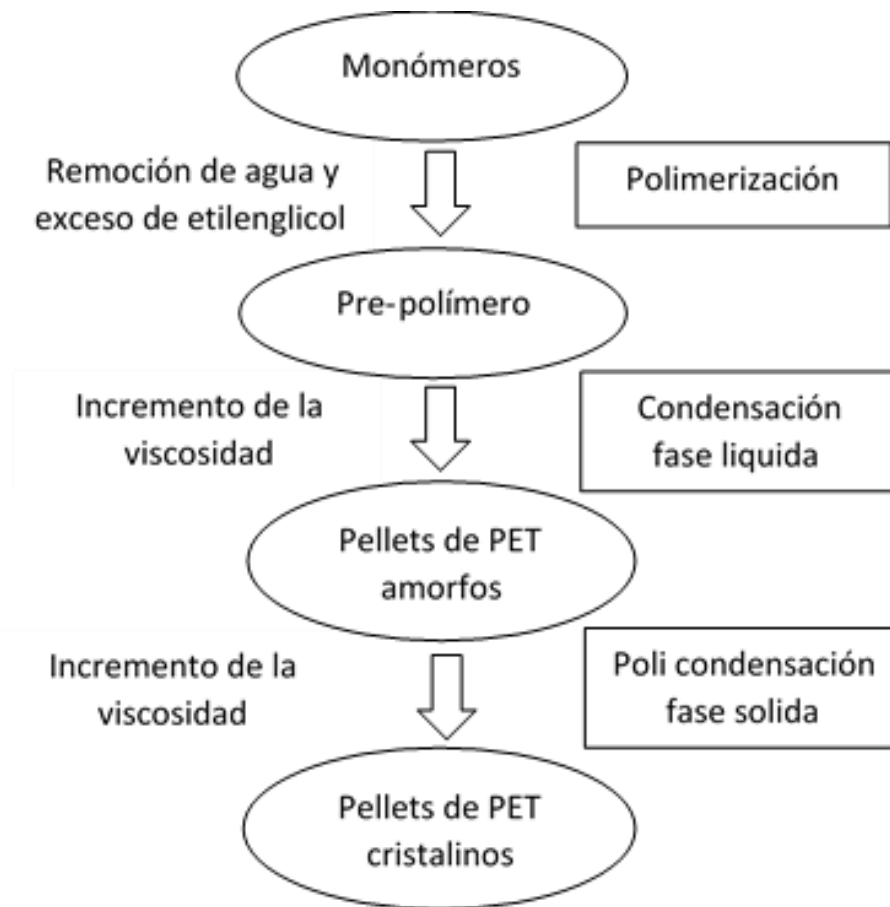 Monómeros
Remoción de agua y
exceso de etilenglicol
Polimerización
Pre-polímero
Incremento de la
viscosidad
Condensación
fase liquida
Pellets de PET
amorfos
Incremento de la
viscosidad
Poli condensación
fase solida
Pellets de PET
cristalinos